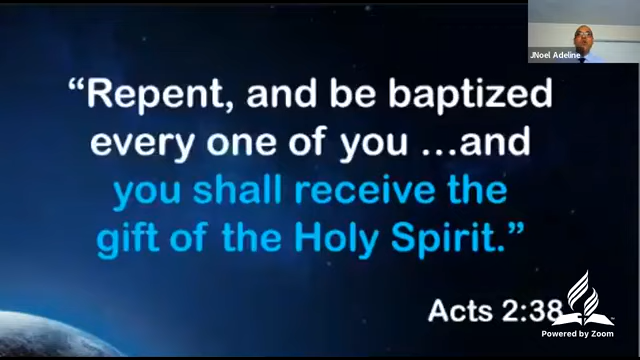 JNoel Adeline
“Repent, and be baptized
every one of you ...and
you shall receive the
gift of the Holy Spirit.”
Acts 2:38
Powered by Zoom